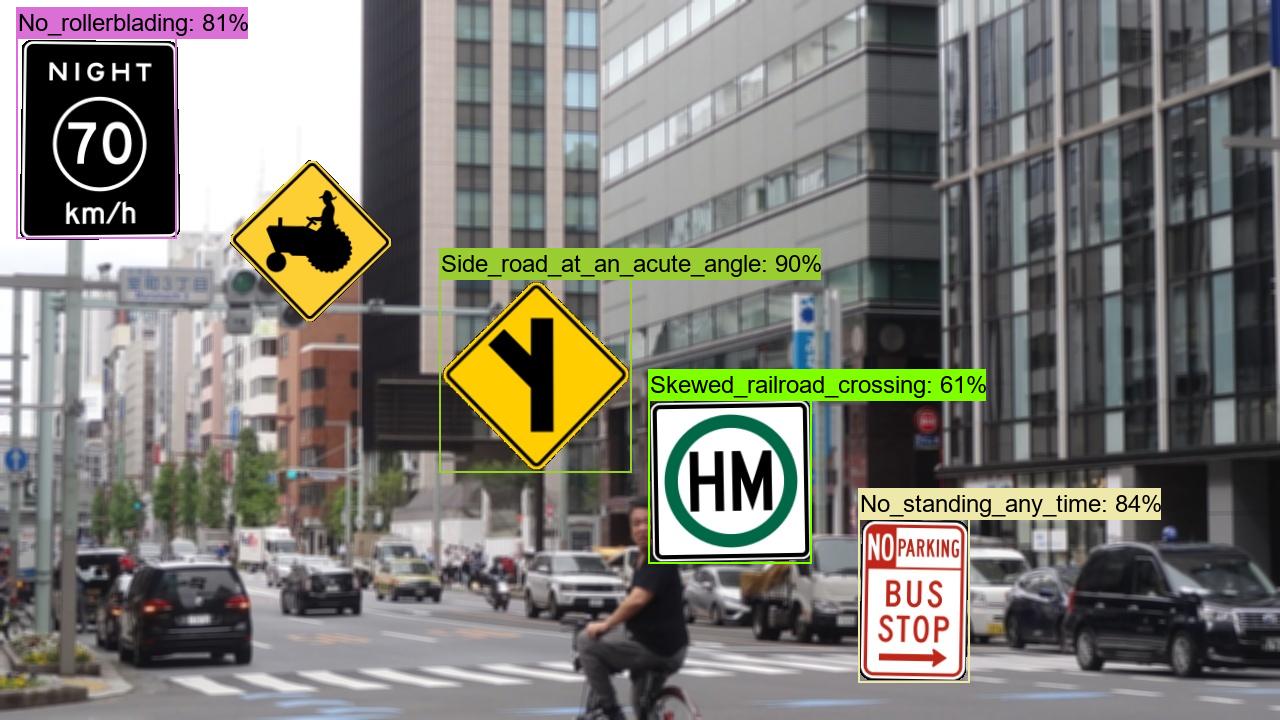 No_rollerblading: 81%
NIGHT
70
km/h
Side_road_at_an_acute_angle: 90%
Skewed_railroad_crossing: 61%
HM
No_standing_any_time: 84%
NO PARKING
BUS
STOP